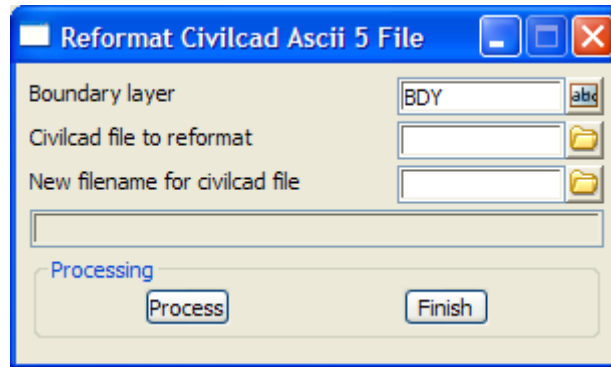 Reformat Civilcad Ascii 5 File
Boundary layer BDY abc
Civilcad file to reformat
New filename for civilcad file
Processing
Process Finish